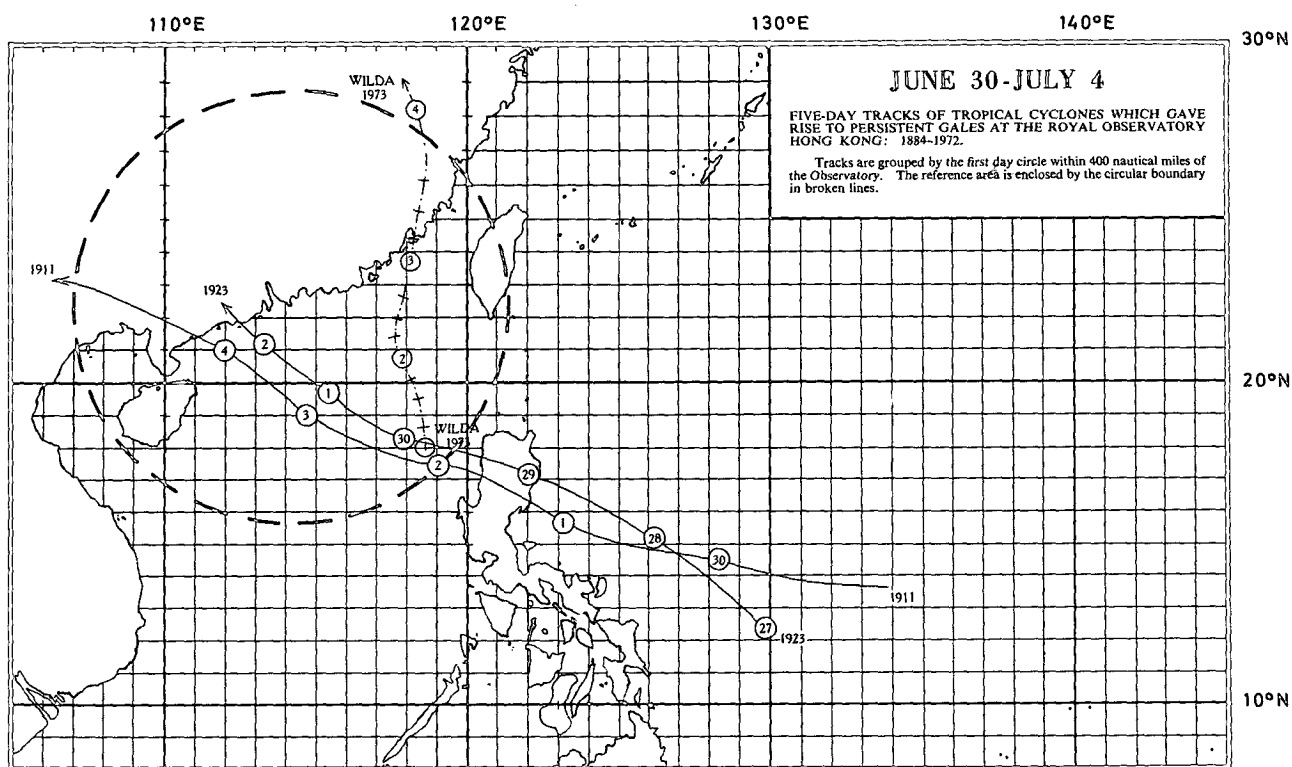 110°E 120°E 130°E 140°E
30°N
JUNE 30-JULY 4
FIVE-DAY TRACKS OF TROPICAL CYCLONES WHICH GAVE
RISE TO PERSISTENT GALES AT THE ROYAL OBSERVATORY
HONG KONG: 1884-1972.
Tracks are grouped by the first day circle within 400 nautical miles of
the Observatory. The reference area is enclosed by the circular boundary
in broken lines.
WILDA
1973
4
3
1911
1923
2
4
2
1
20°N
3
30
WILDA
1973
1
2
29
1
28
30
1911
27
1923
10°N